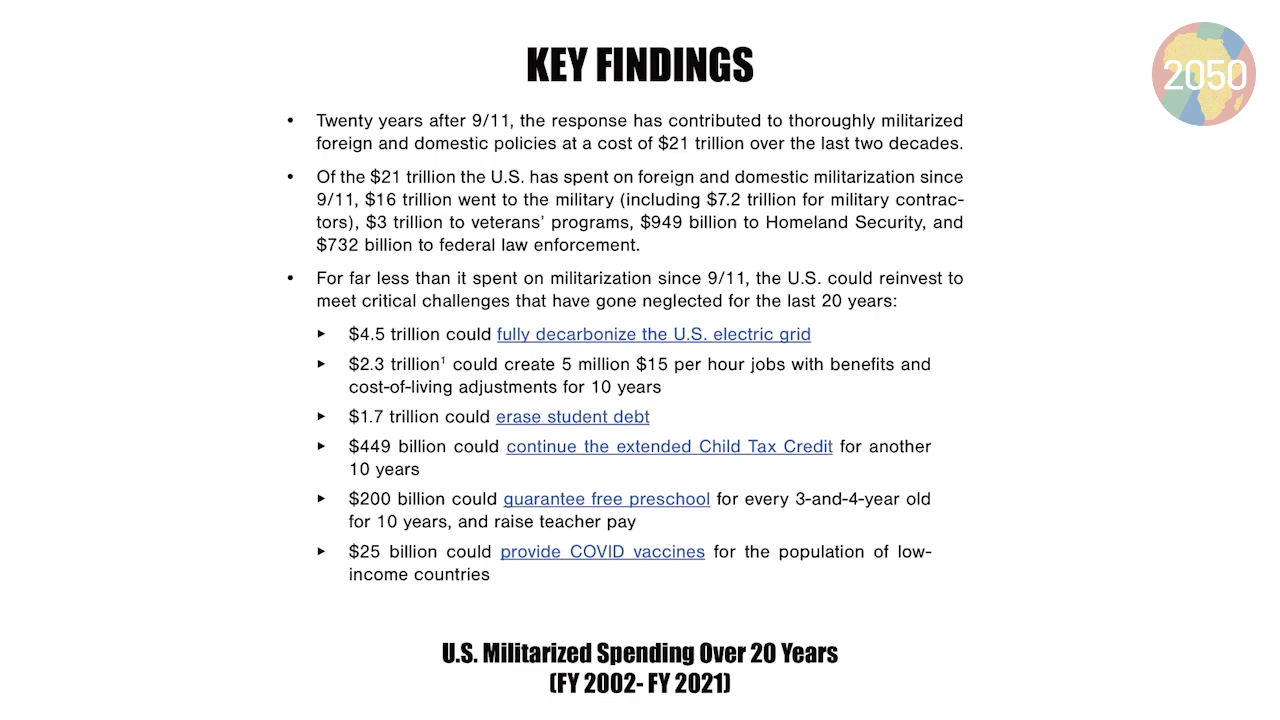 KEY FINDINGS
2050
• Twenty years after 9/11, the response has contributed to thoroughly militarized
foreign and domestic policies at a cost of $21 trillion over the last two decades.
• Of the $21 trillion the U.S. has spent on foreign and domestic militarization since
9/11, $16 trillion went to the military (including $7.2 trillion for military contrac-
tors), $3 trillion to veterans’ programs, $949 billion to Homeland Security, and
$732 billion to federal law enforcement.
• For far less than it spent on militarization since 9/11, the U.S. could reinvest to
meet critical challenges that have gone neglected for the last 20 years:
‣ $4.5 trillion could fully decarbonize the U.S. electric grid
‣ $2.3 trillion¹ could create 5 million $15 per hour jobs with benefits and
cost-of-living adjustments for 10 years
‣ $1.7 trillion could erase student debt
‣ $449 billion could continue the extended Child Tax Credit for another
10 years
‣ $200 billion could guarantee free preschool for every 3-and-4-year old
for 10 years, and raise teacher pay
‣ $25 billion could provide COVID vaccines for the population of low-
income countries
U.S. Militarized Spending Over 20 Years
(FY 2002- FY 2021)